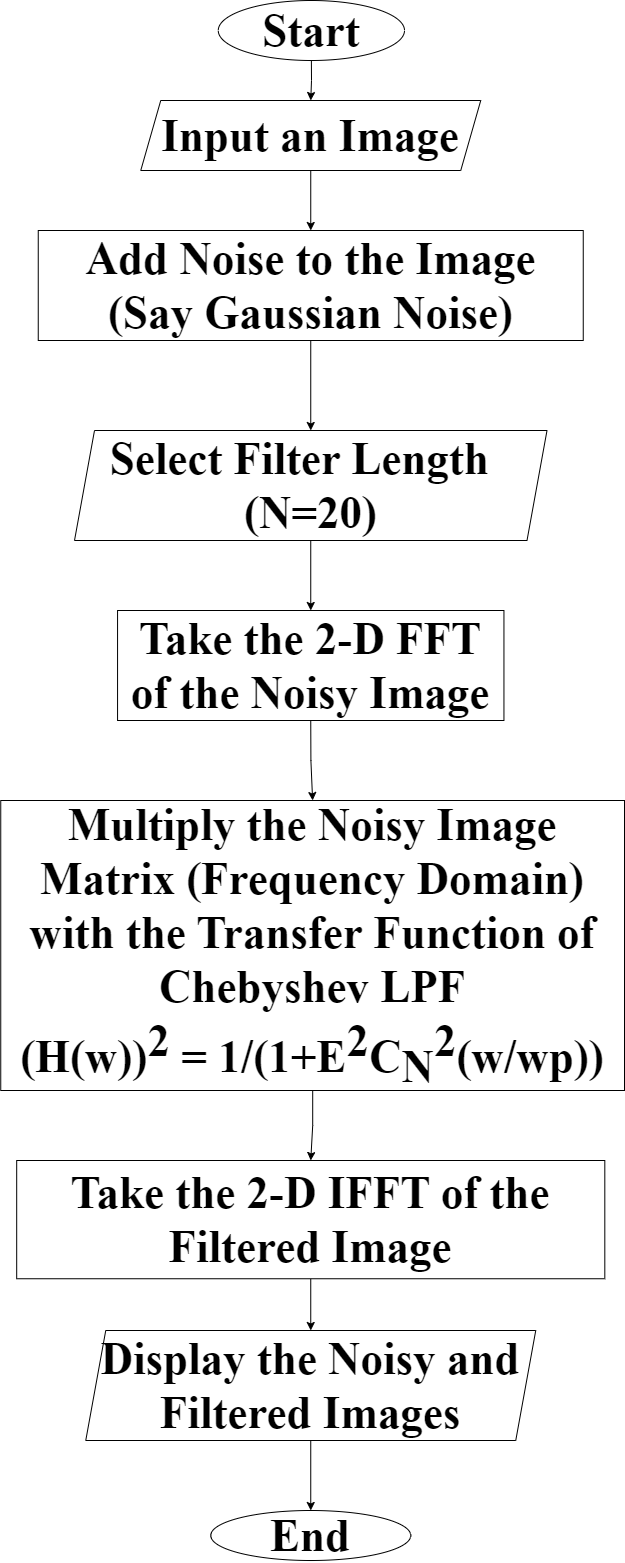 Start
Input an Image
Add Noise to the Image
(Say Gaussian Noise)
Select Filter Length
(N=20)
Take the 2-D FFT
of the Noisy Image
Multiply the Noisy Image
Matrix (Frequency Domain)
with the Transfer Function of
Chebyshev LPF
(H(w))² = 1/(1+E²C_N²(w/wp))
Take the 2-D IFFT of the
Filtered Image
Display the Noisy and
Filtered Images
End